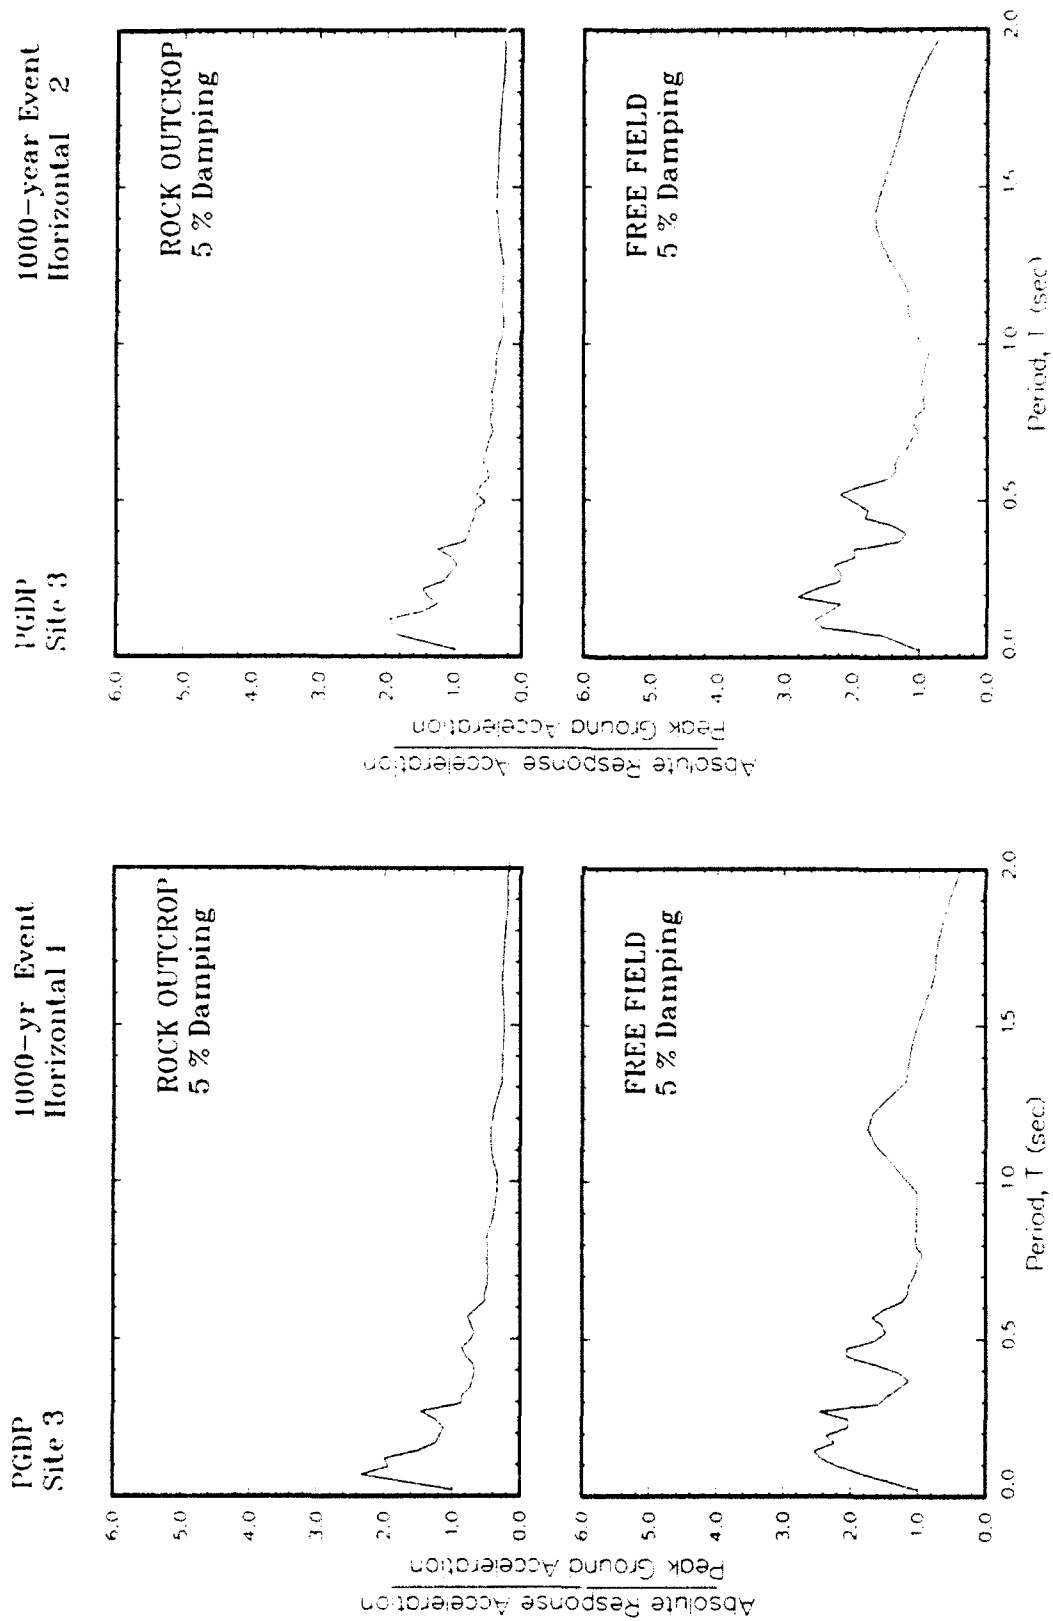 PGDP
Site 3
1000-yr Event
Horizontal 1
ROCK OUTCROP
5 % Damping
6.0
5.0
4.0
3.0
2.0
1.0
0.0
FREE FIELD
5 % Damping
6.0
5.0
4.0
3.0
2.0
1.0
0.0
0.0
0.5
1.0
1.5
2.0
Period, T (sec)
Absolute Response Acceleration
Peak Ground Acceleration
PGDP
Site 3
1000-year Event
Horizontal 2
ROCK OUTCROP
5 % Damping
6.0
5.0
4.0
3.0
2.0
1.0
0.0
FREE FIELD
5 % Damping
6.0
5.0
4.0
3.0
2.0
1.0
0.0
0.0
0.5
1.0
1.5
2.0
Period, T (sec)
Absolute Response Acceleration
Peak Ground Acceleration